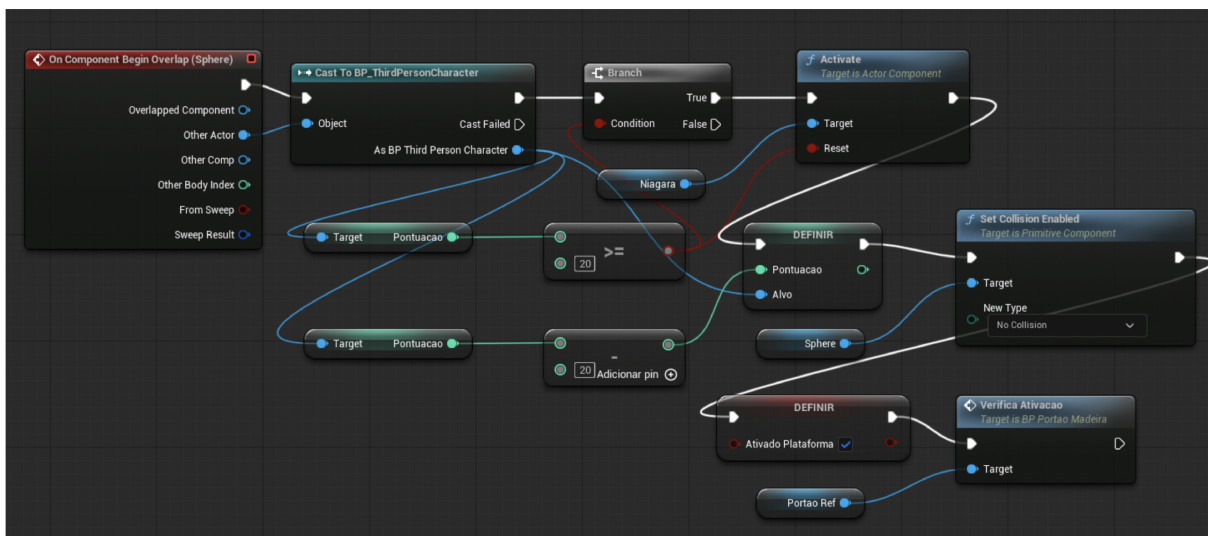 On Component Begin Overlap (Sphere)
Overlapped Component
Other Actor
Other Comp
Other Body Index
From Sweep
Sweep Result
Cast To BP_ThirdPersonCharacter
Object
Cast Failed
As BP Third Person Character
Branch
True
Condition
False
Activate
Target is Actor Component
Target
Reset
Niagara
Target Pontuacao
>=
20
DEFINIR
Pontuacao
Alvo
Set Collision Enabled
Target is Primitive Component
Target
New Type
No Collision
Target Pontuacao
-
20 Adicionar pin
Sphere
DEFINIR
Ativado Plataforma
Verifica Ativacao
Target is BP Portao Madeira
Target
Portao Ref